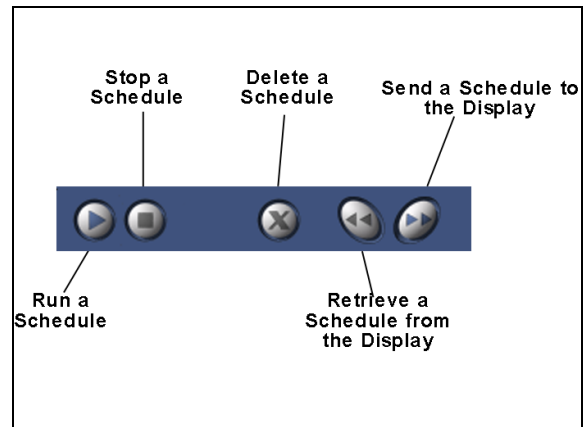 Stop a
Schedule
Delete a
Schedule
Send a Schedule to
the Display
Run a
Schedule
Retrieve a
Schedule from
the Display